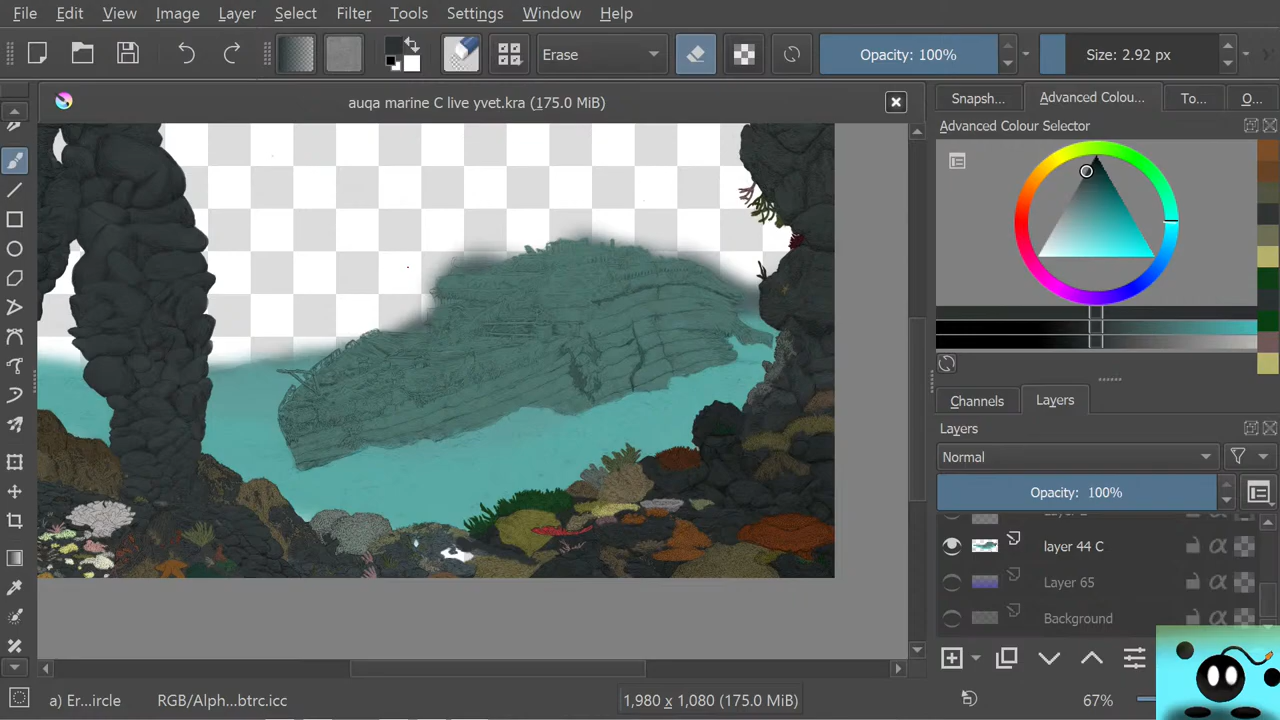 File Edit View Image Layer Select Filter Tools Settings Window Help
Erase Opacity: 100% Size: 2.92 px
auqa marine C live yvet.kra (175.0 MiB)
Snapsh... Advanced Colou... To... O...
Advanced Colour Selector
Channels Layers
Layers
Normal
Opacity: 100%
layer 44 C
Layer 65
Background
a) Er...ircle RGB/Alph...btrc.icc 1,980 x 1,080 (175.0 MiB) 67%